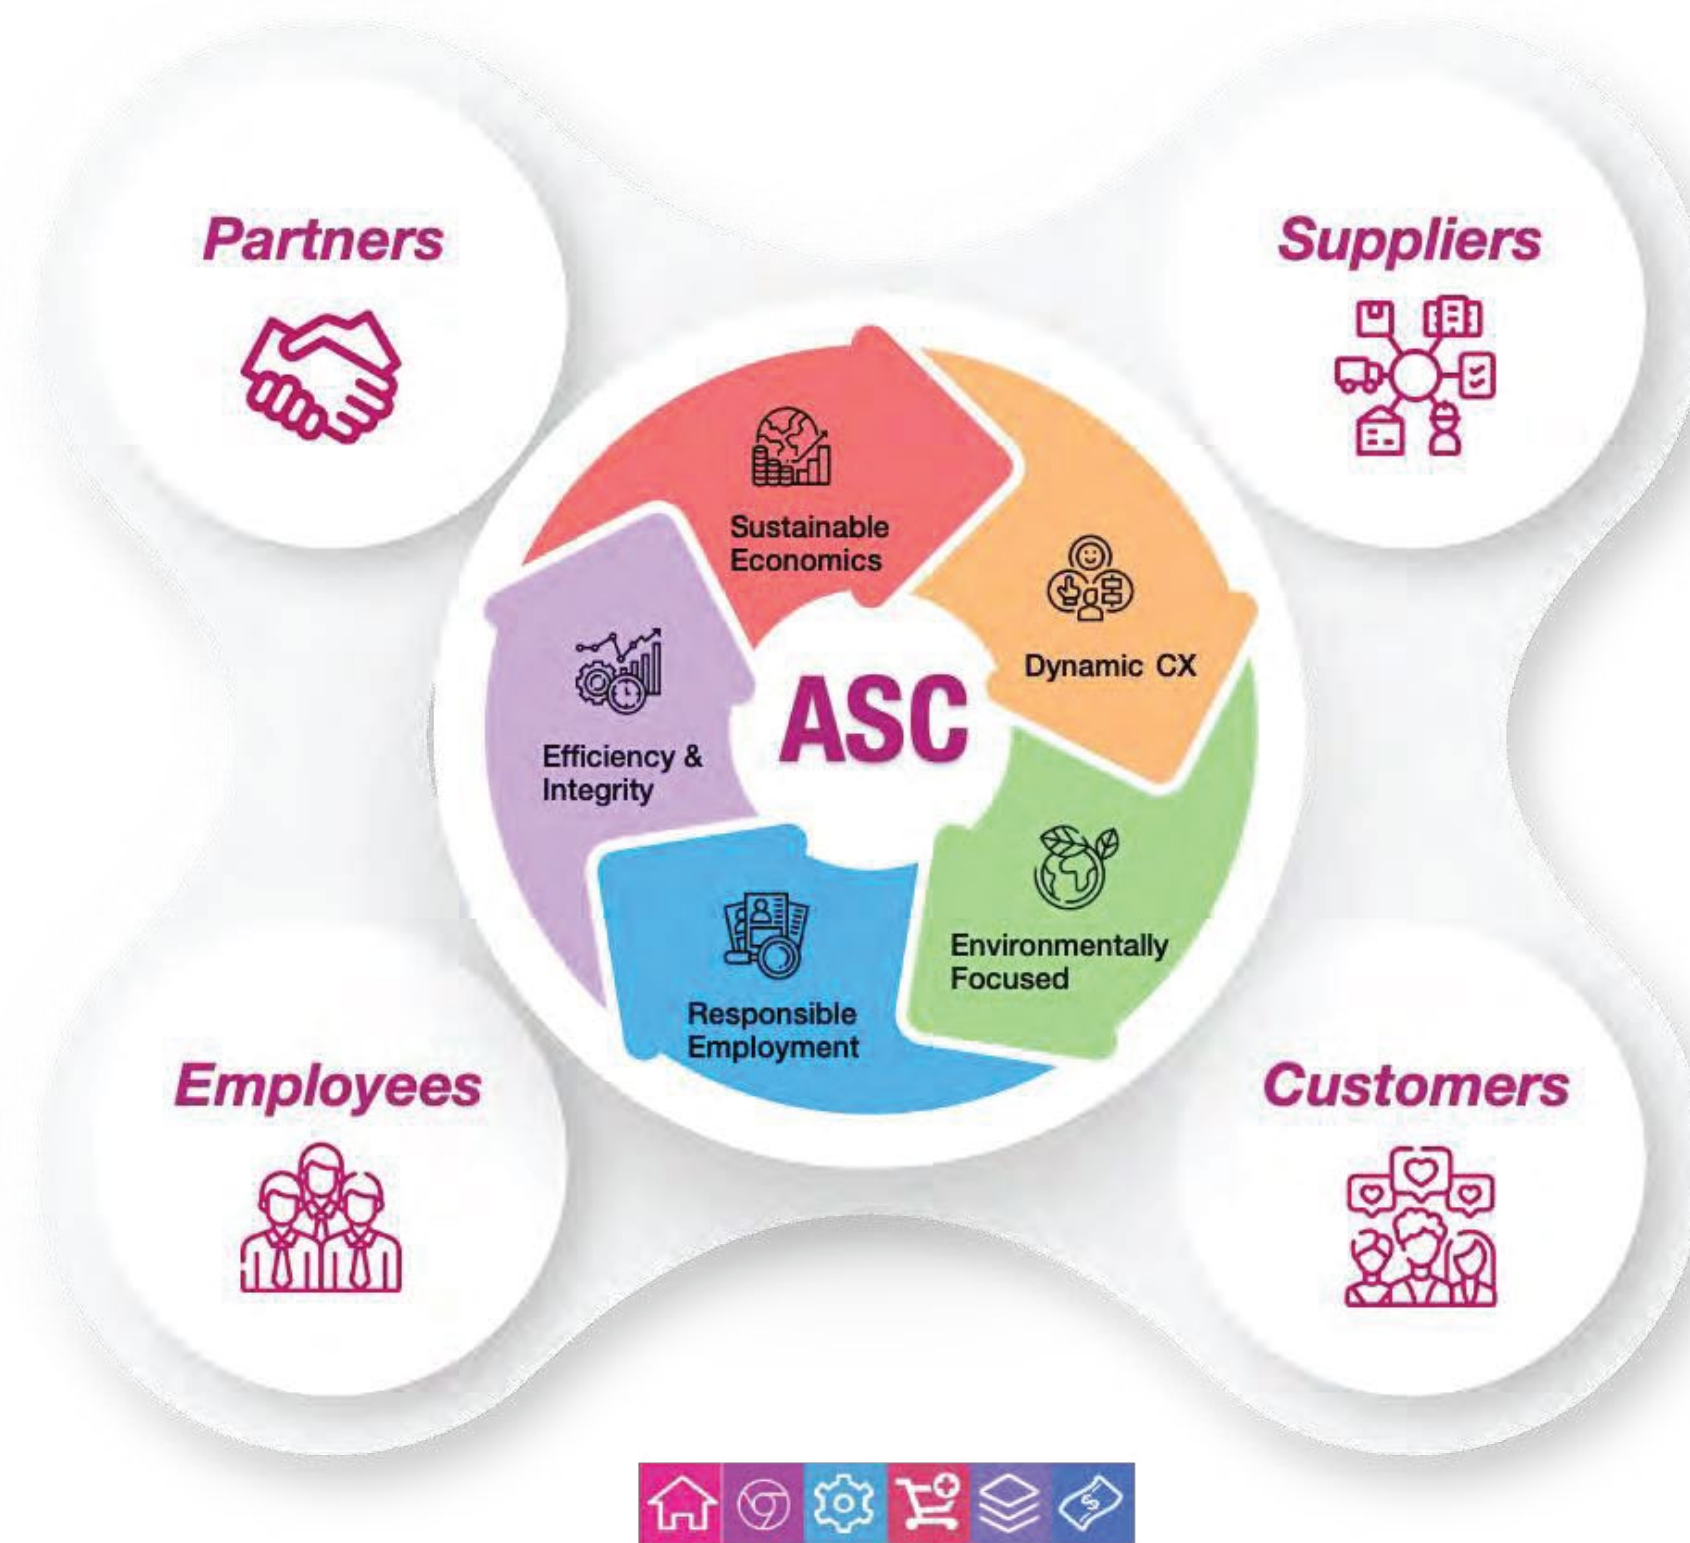 Partners
Suppliers
Sustainable
Economics
Dynamic CX
ASC
Efficiency &
Integrity
Environmentally
Focused
Responsible
Employment
Employees
Customers